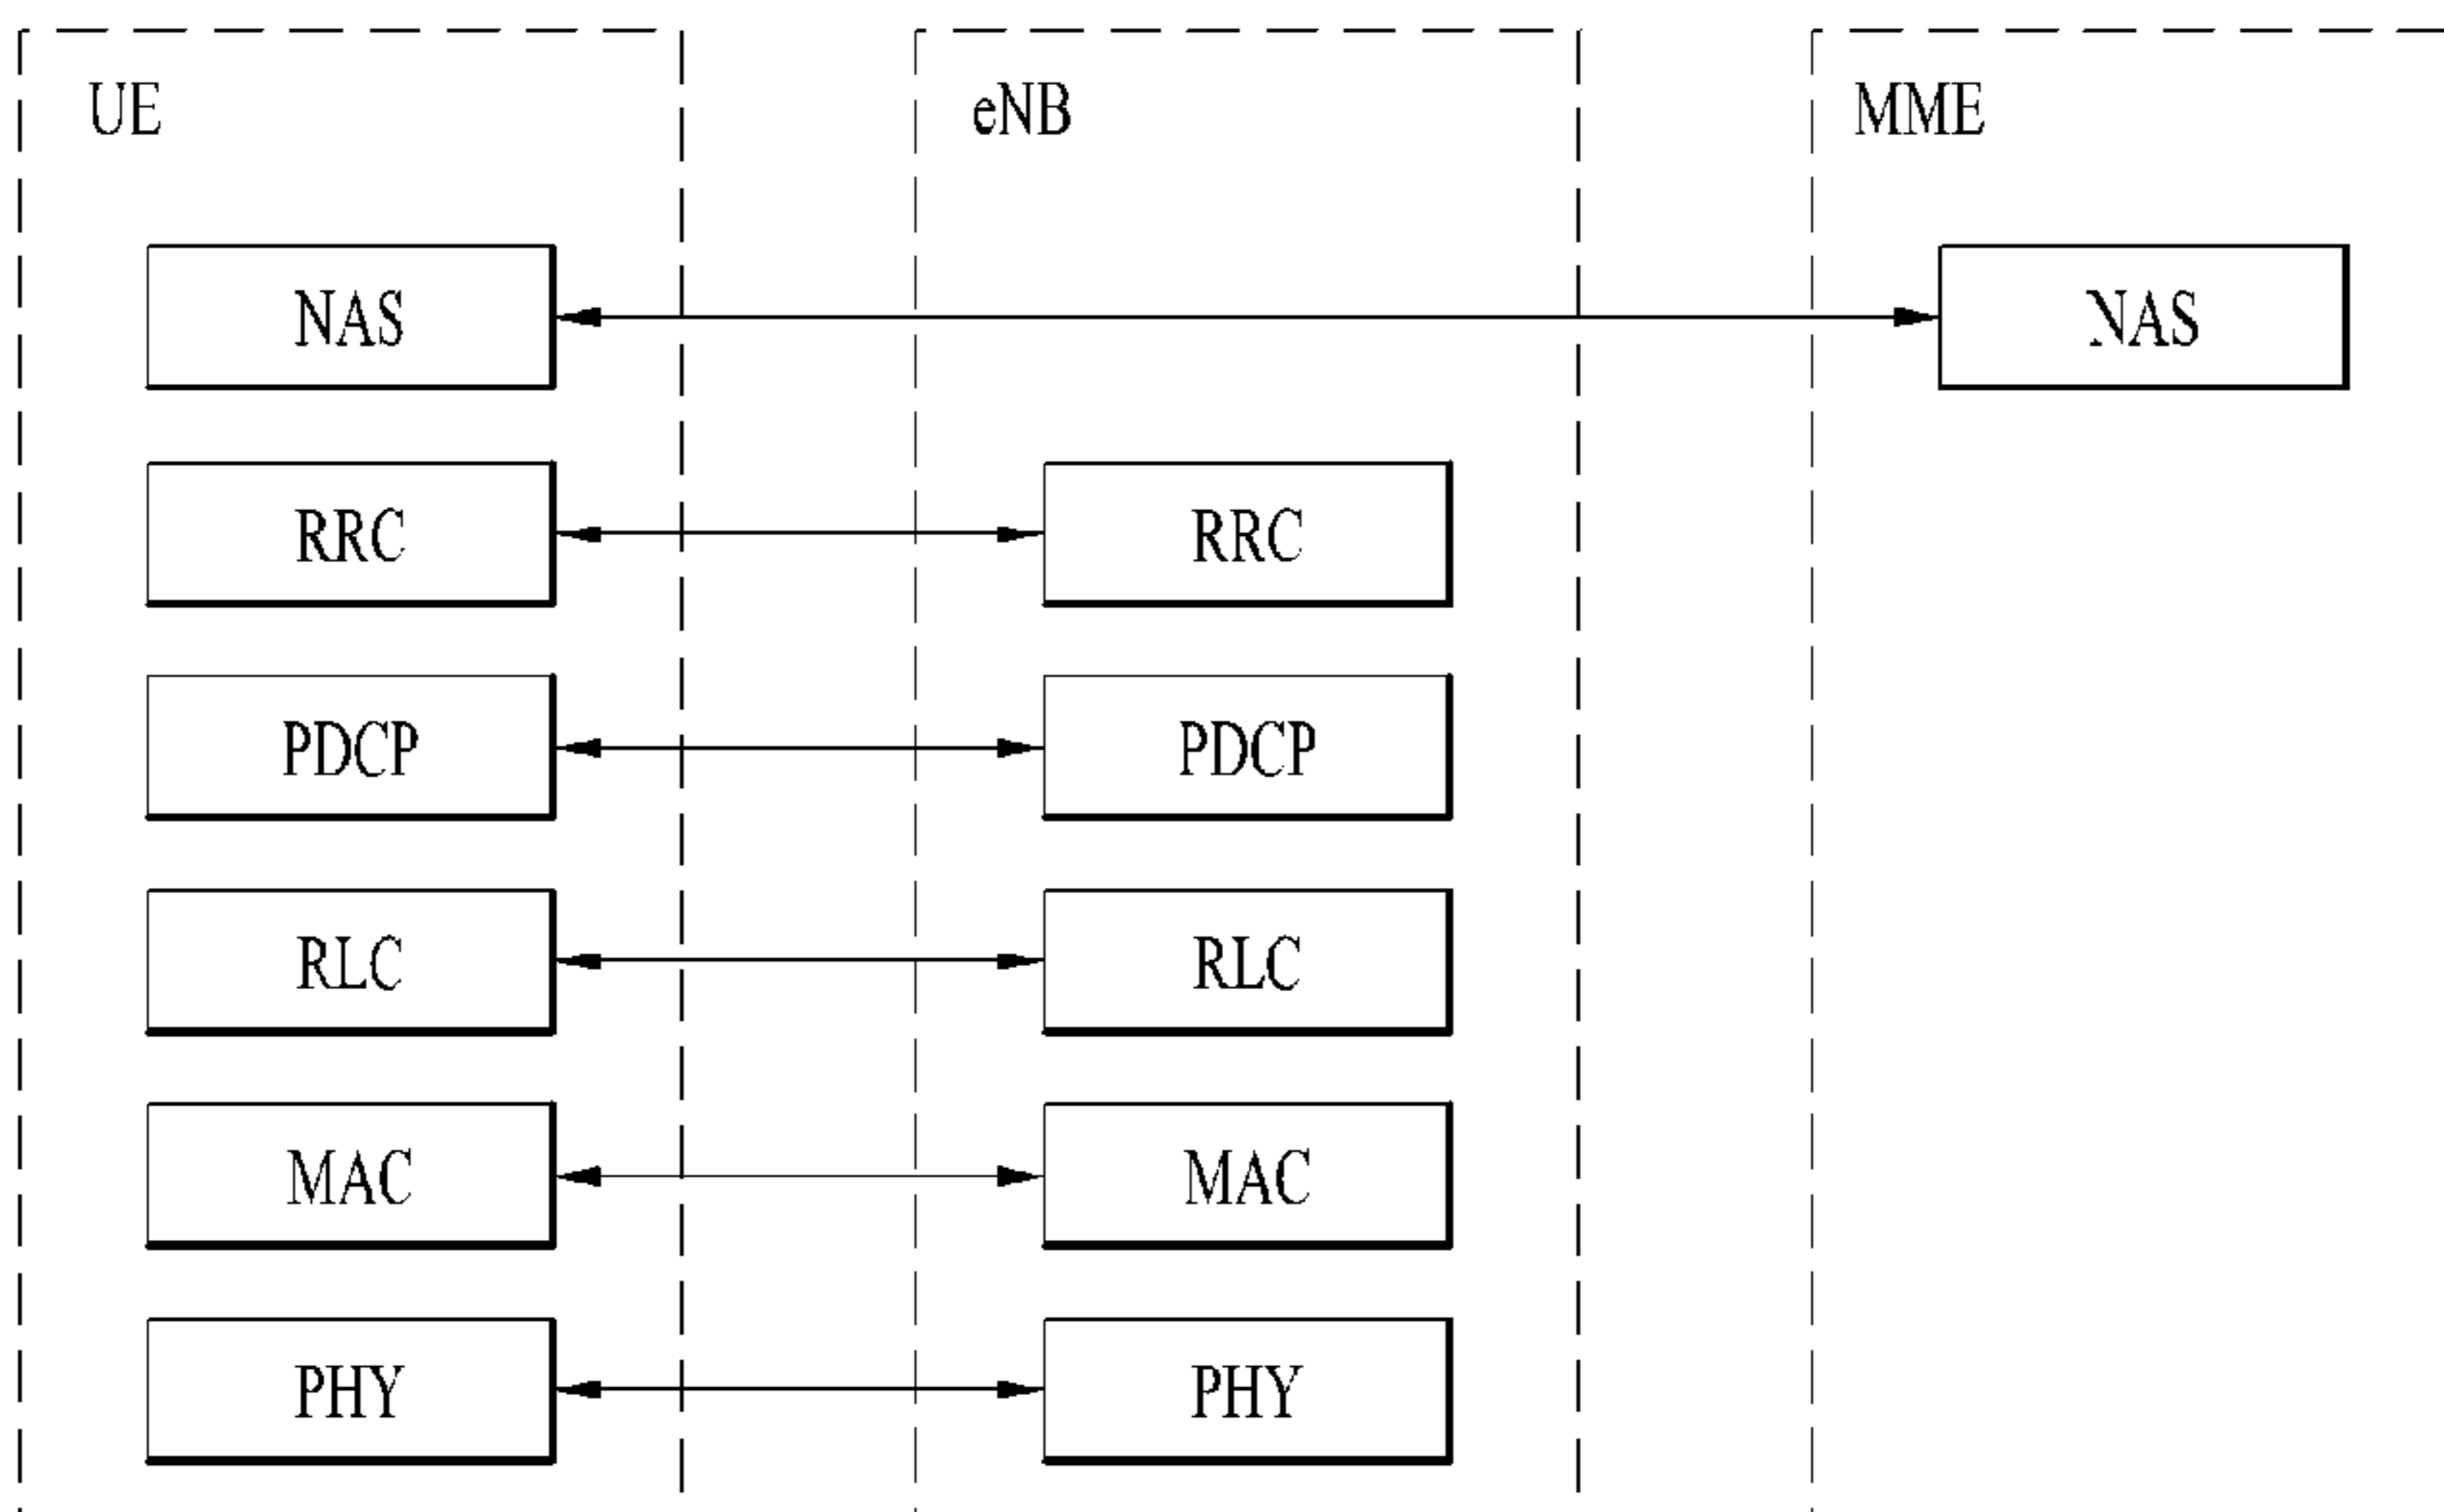 UE eNB MME
NAS NAS
RRC RRC
PDCP PDCP
RLC RLC
MAC MAC
PHY PHY